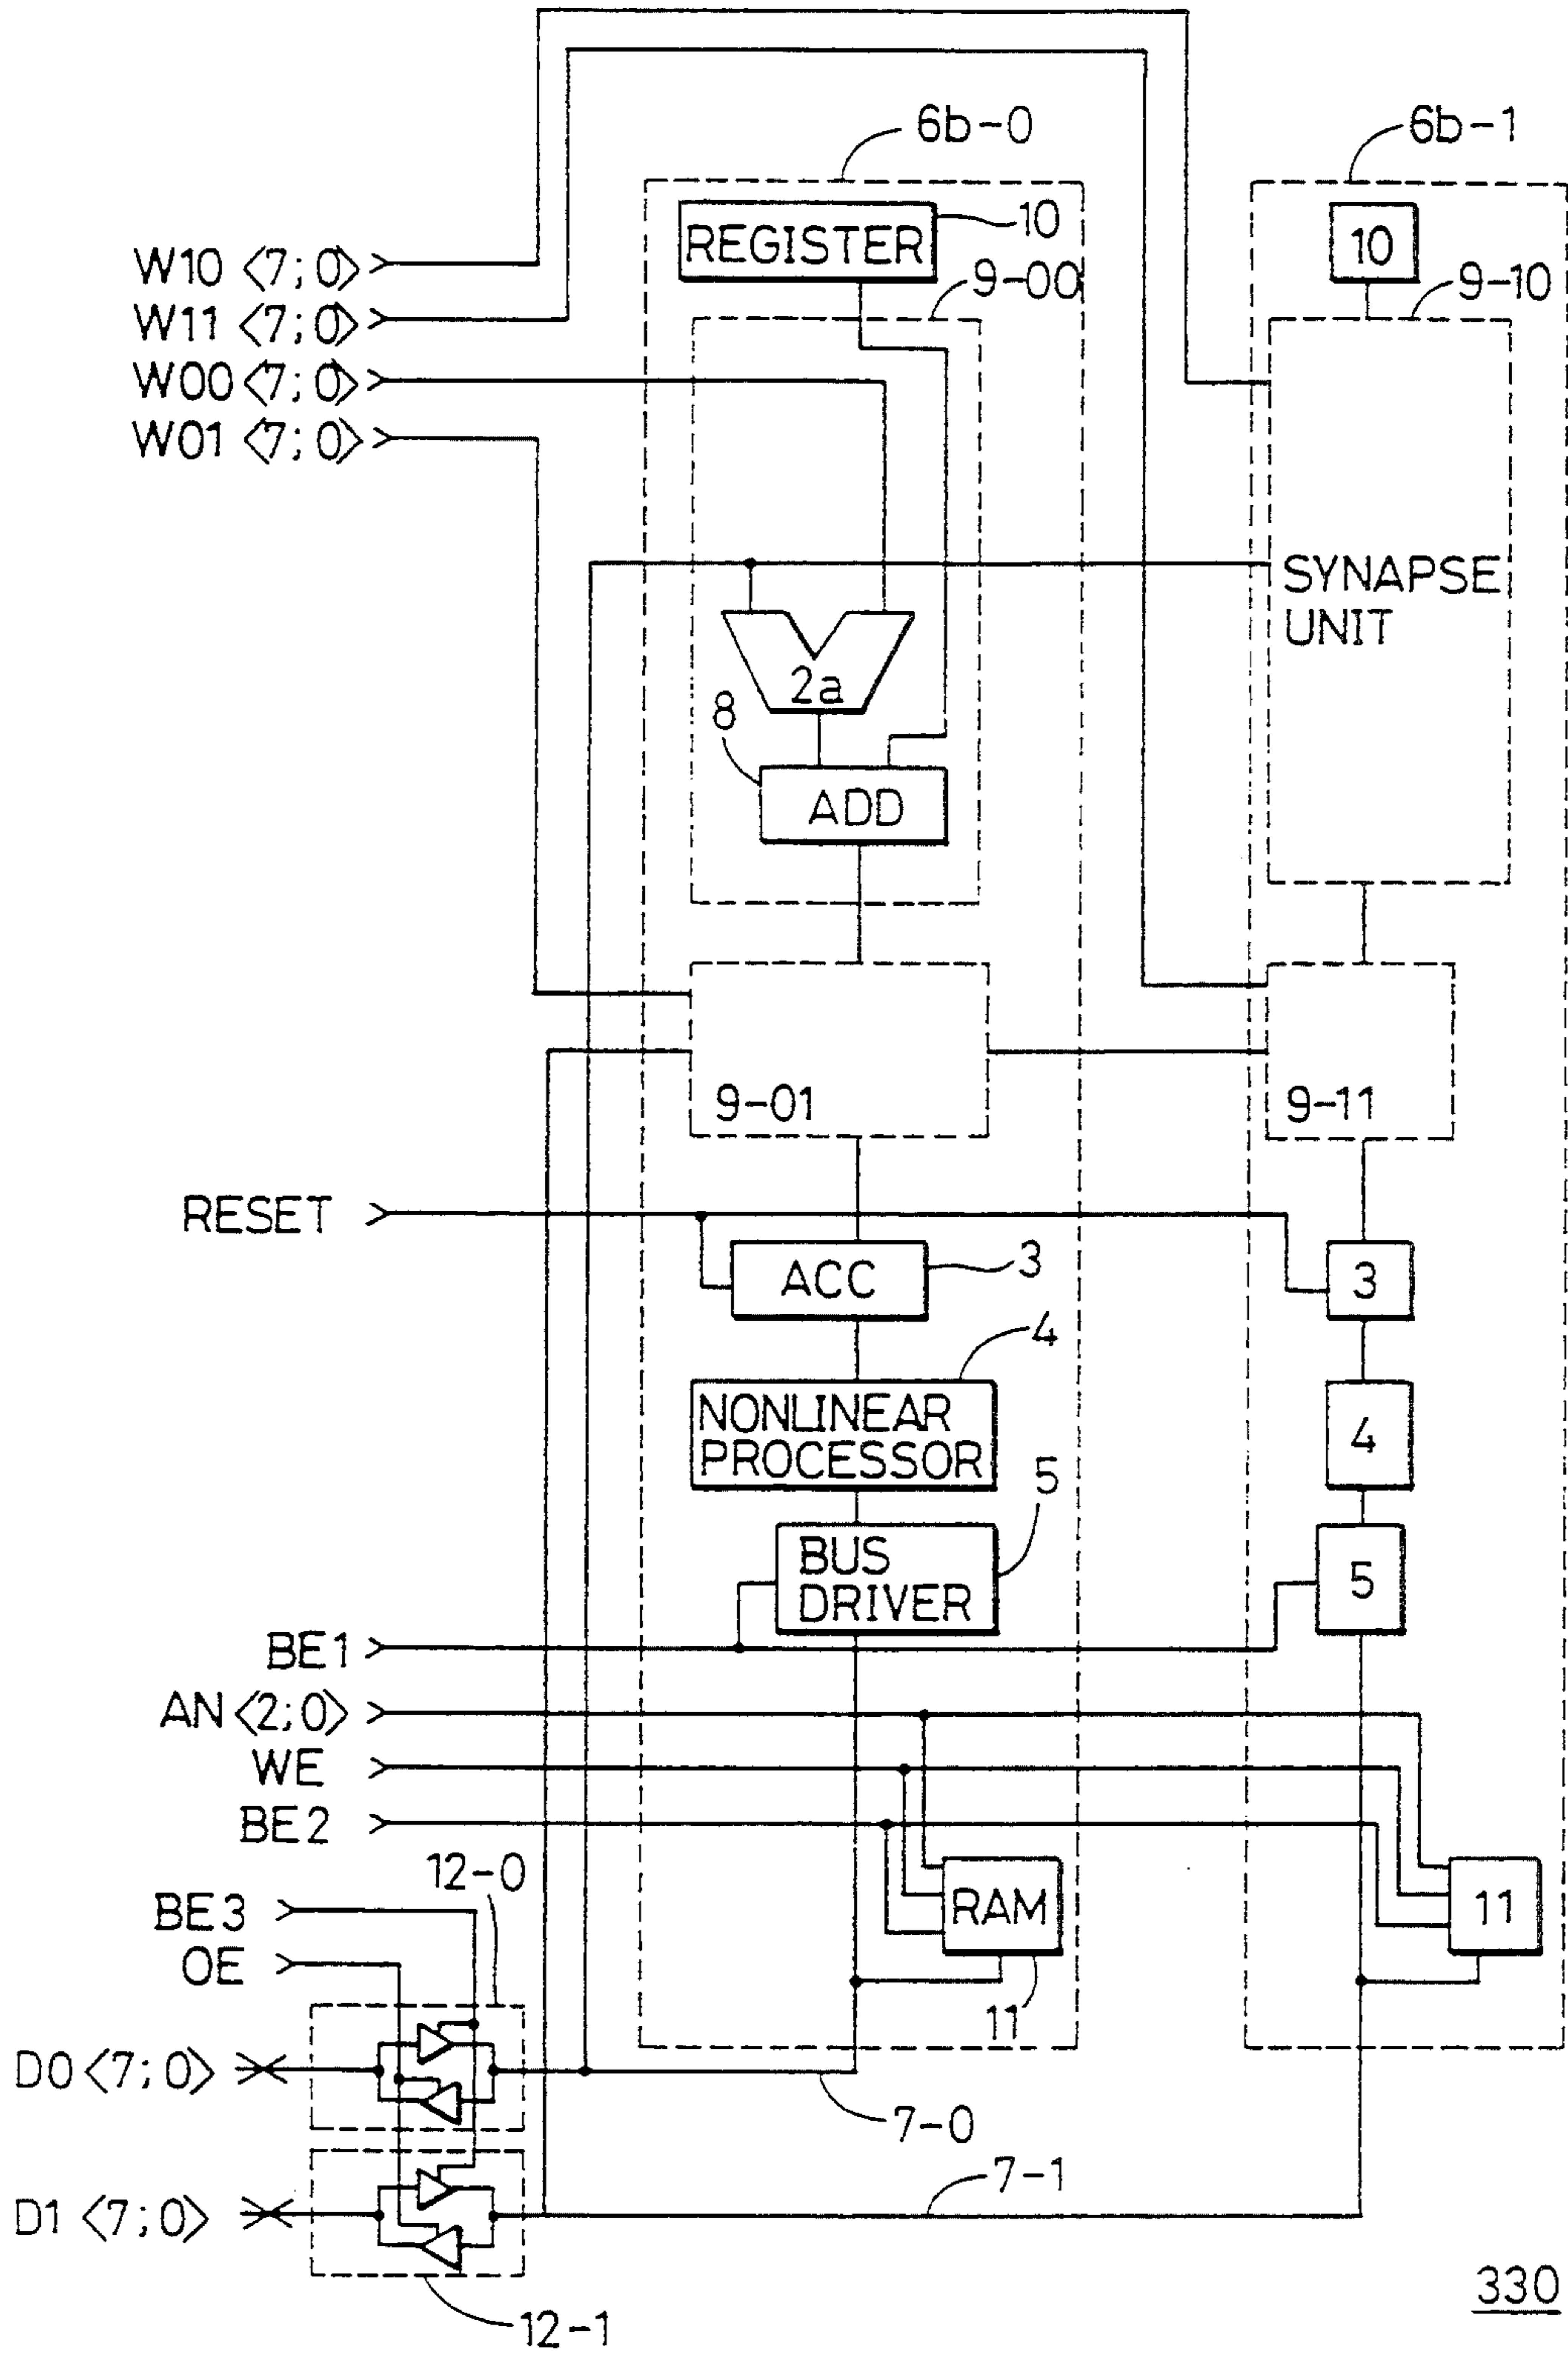 6b-0
6b-1
REGISTER
10
10
W10 <7;0>
9-00
9-10
W11 <7;0>
W00 <7;0>
W01 <7;0>
SYNAPSE
UNIT
2a
8
ADD
9-01
9-11
RESET
ACC
3
3
4
NONLINEAR
PROCESSOR
4
5
BUS
DRIVER
5
BE1
AN <2;0>
WE
BE2
12-0
BE3
RAM
11
OE
11
D0 <7;0>
7-0
7-1
D1 <7;0>
330
12-1